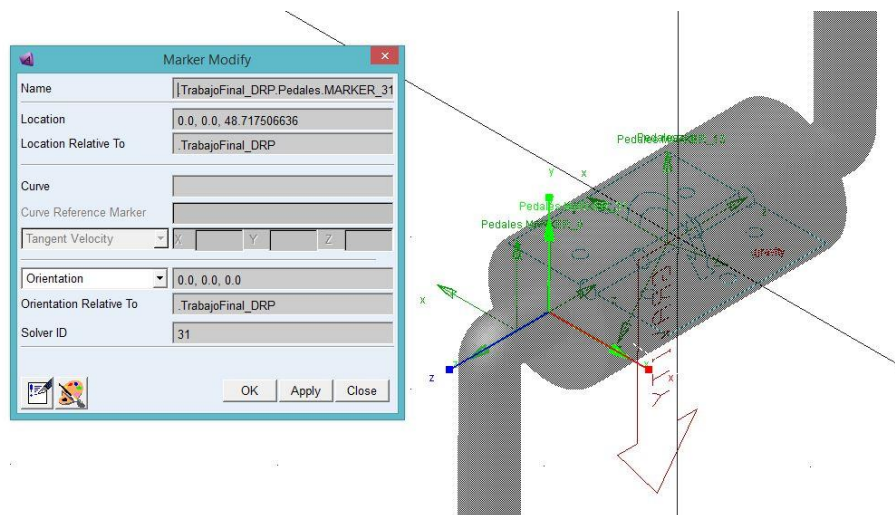 Marker Modify
Name
.TrabajoFinal_DRP.Pedales.MARKER_31
Location
0.0, 0.0, 48.717506636
Location Relative To
.TrabajoFinal_DRP
Curve
Curve Reference Marker
Tangent Velocity
X
Y
Z
Orientation
0.0, 0.0, 0.0
Orientation Relative To
.TrabajoFinal_DRP
Solver ID
31
OK
Apply
Close
y
x
x
z
x
gravity
GRAVITY